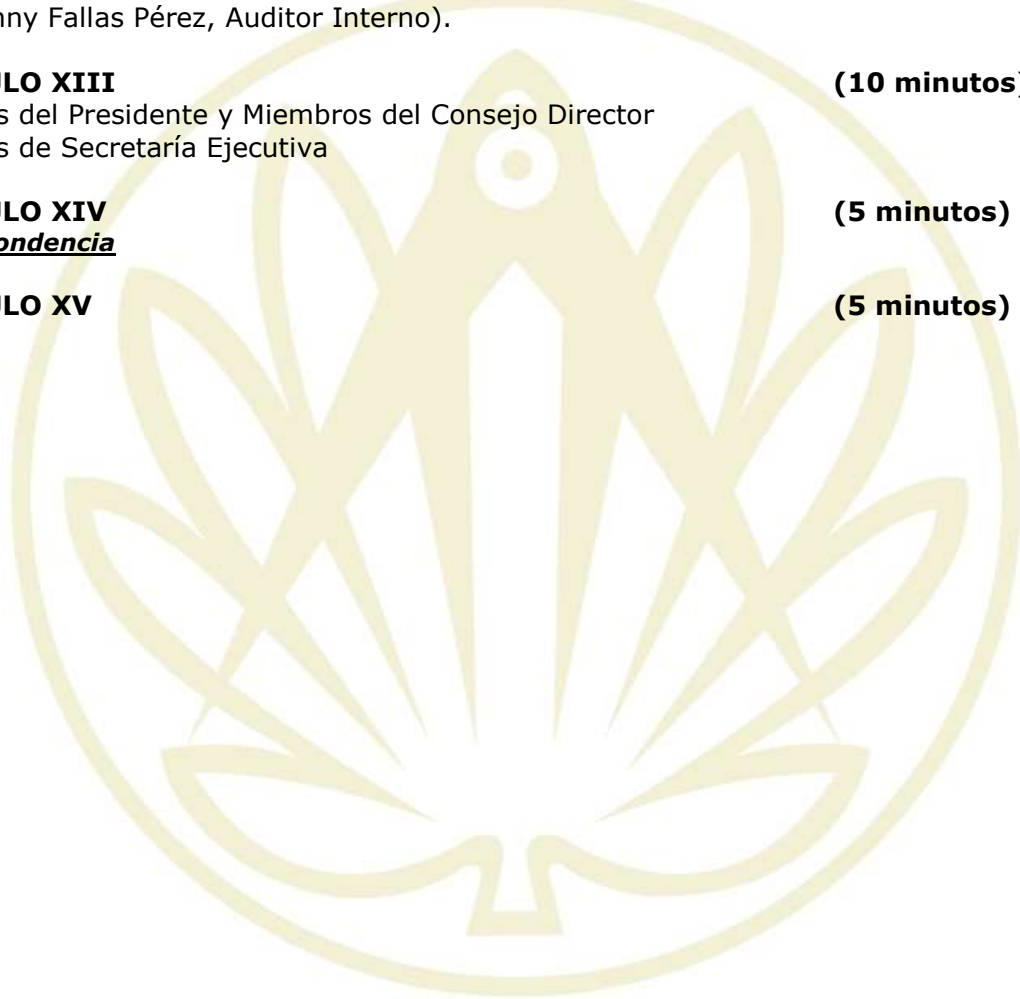 nny Fallas Pérez, Auditor Interno).
LO XIII (10 minutos)
s del Presidente y Miembros del Consejo Director
s de Secretaría Ejecutiva
LO XIV (5 minutos)
ondencia
LO XV (5 minutos)